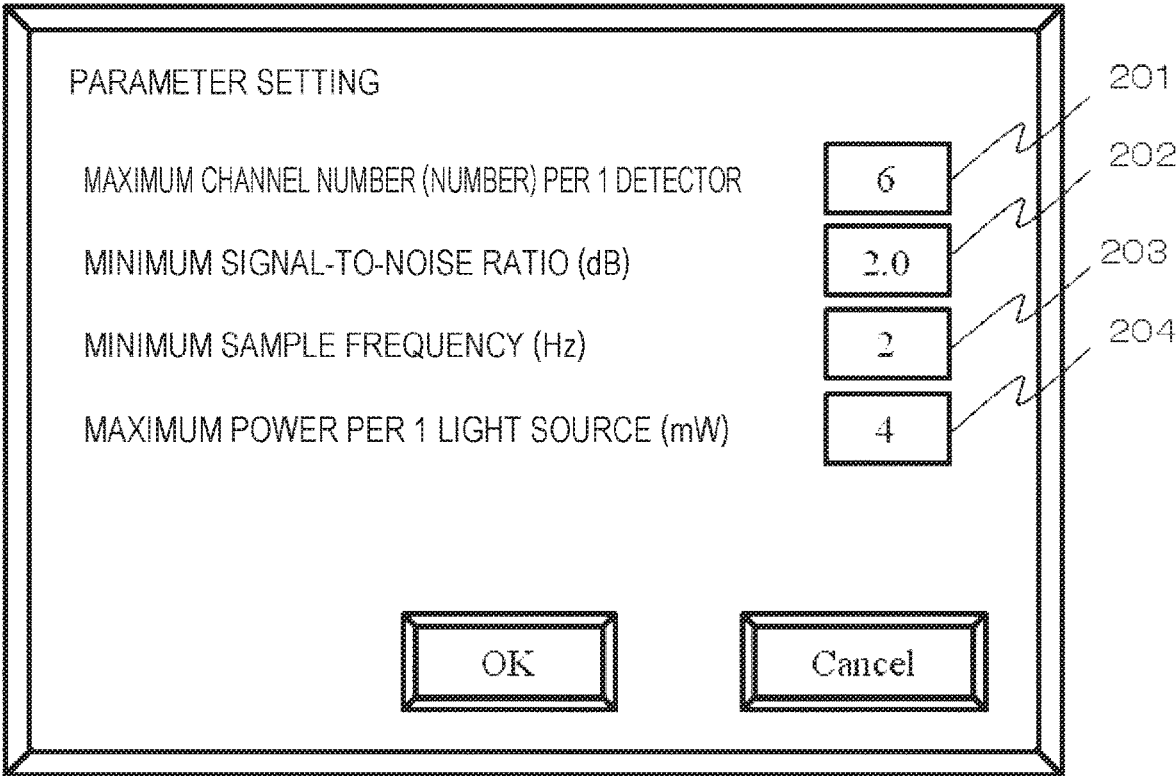 PARAMETER SETTING
201
MAXIMUM CHANNEL NUMBER (NUMBER) PER 1 DETECTOR 6
202
MINIMUM SIGNAL-TO-NOISE RATIO (dB) 2.0
203
MINIMUM SAMPLE FREQUENCY (Hz) 2
204
MAXIMUM POWER PER 1 LIGHT SOURCE (mW) 4
OK Cancel